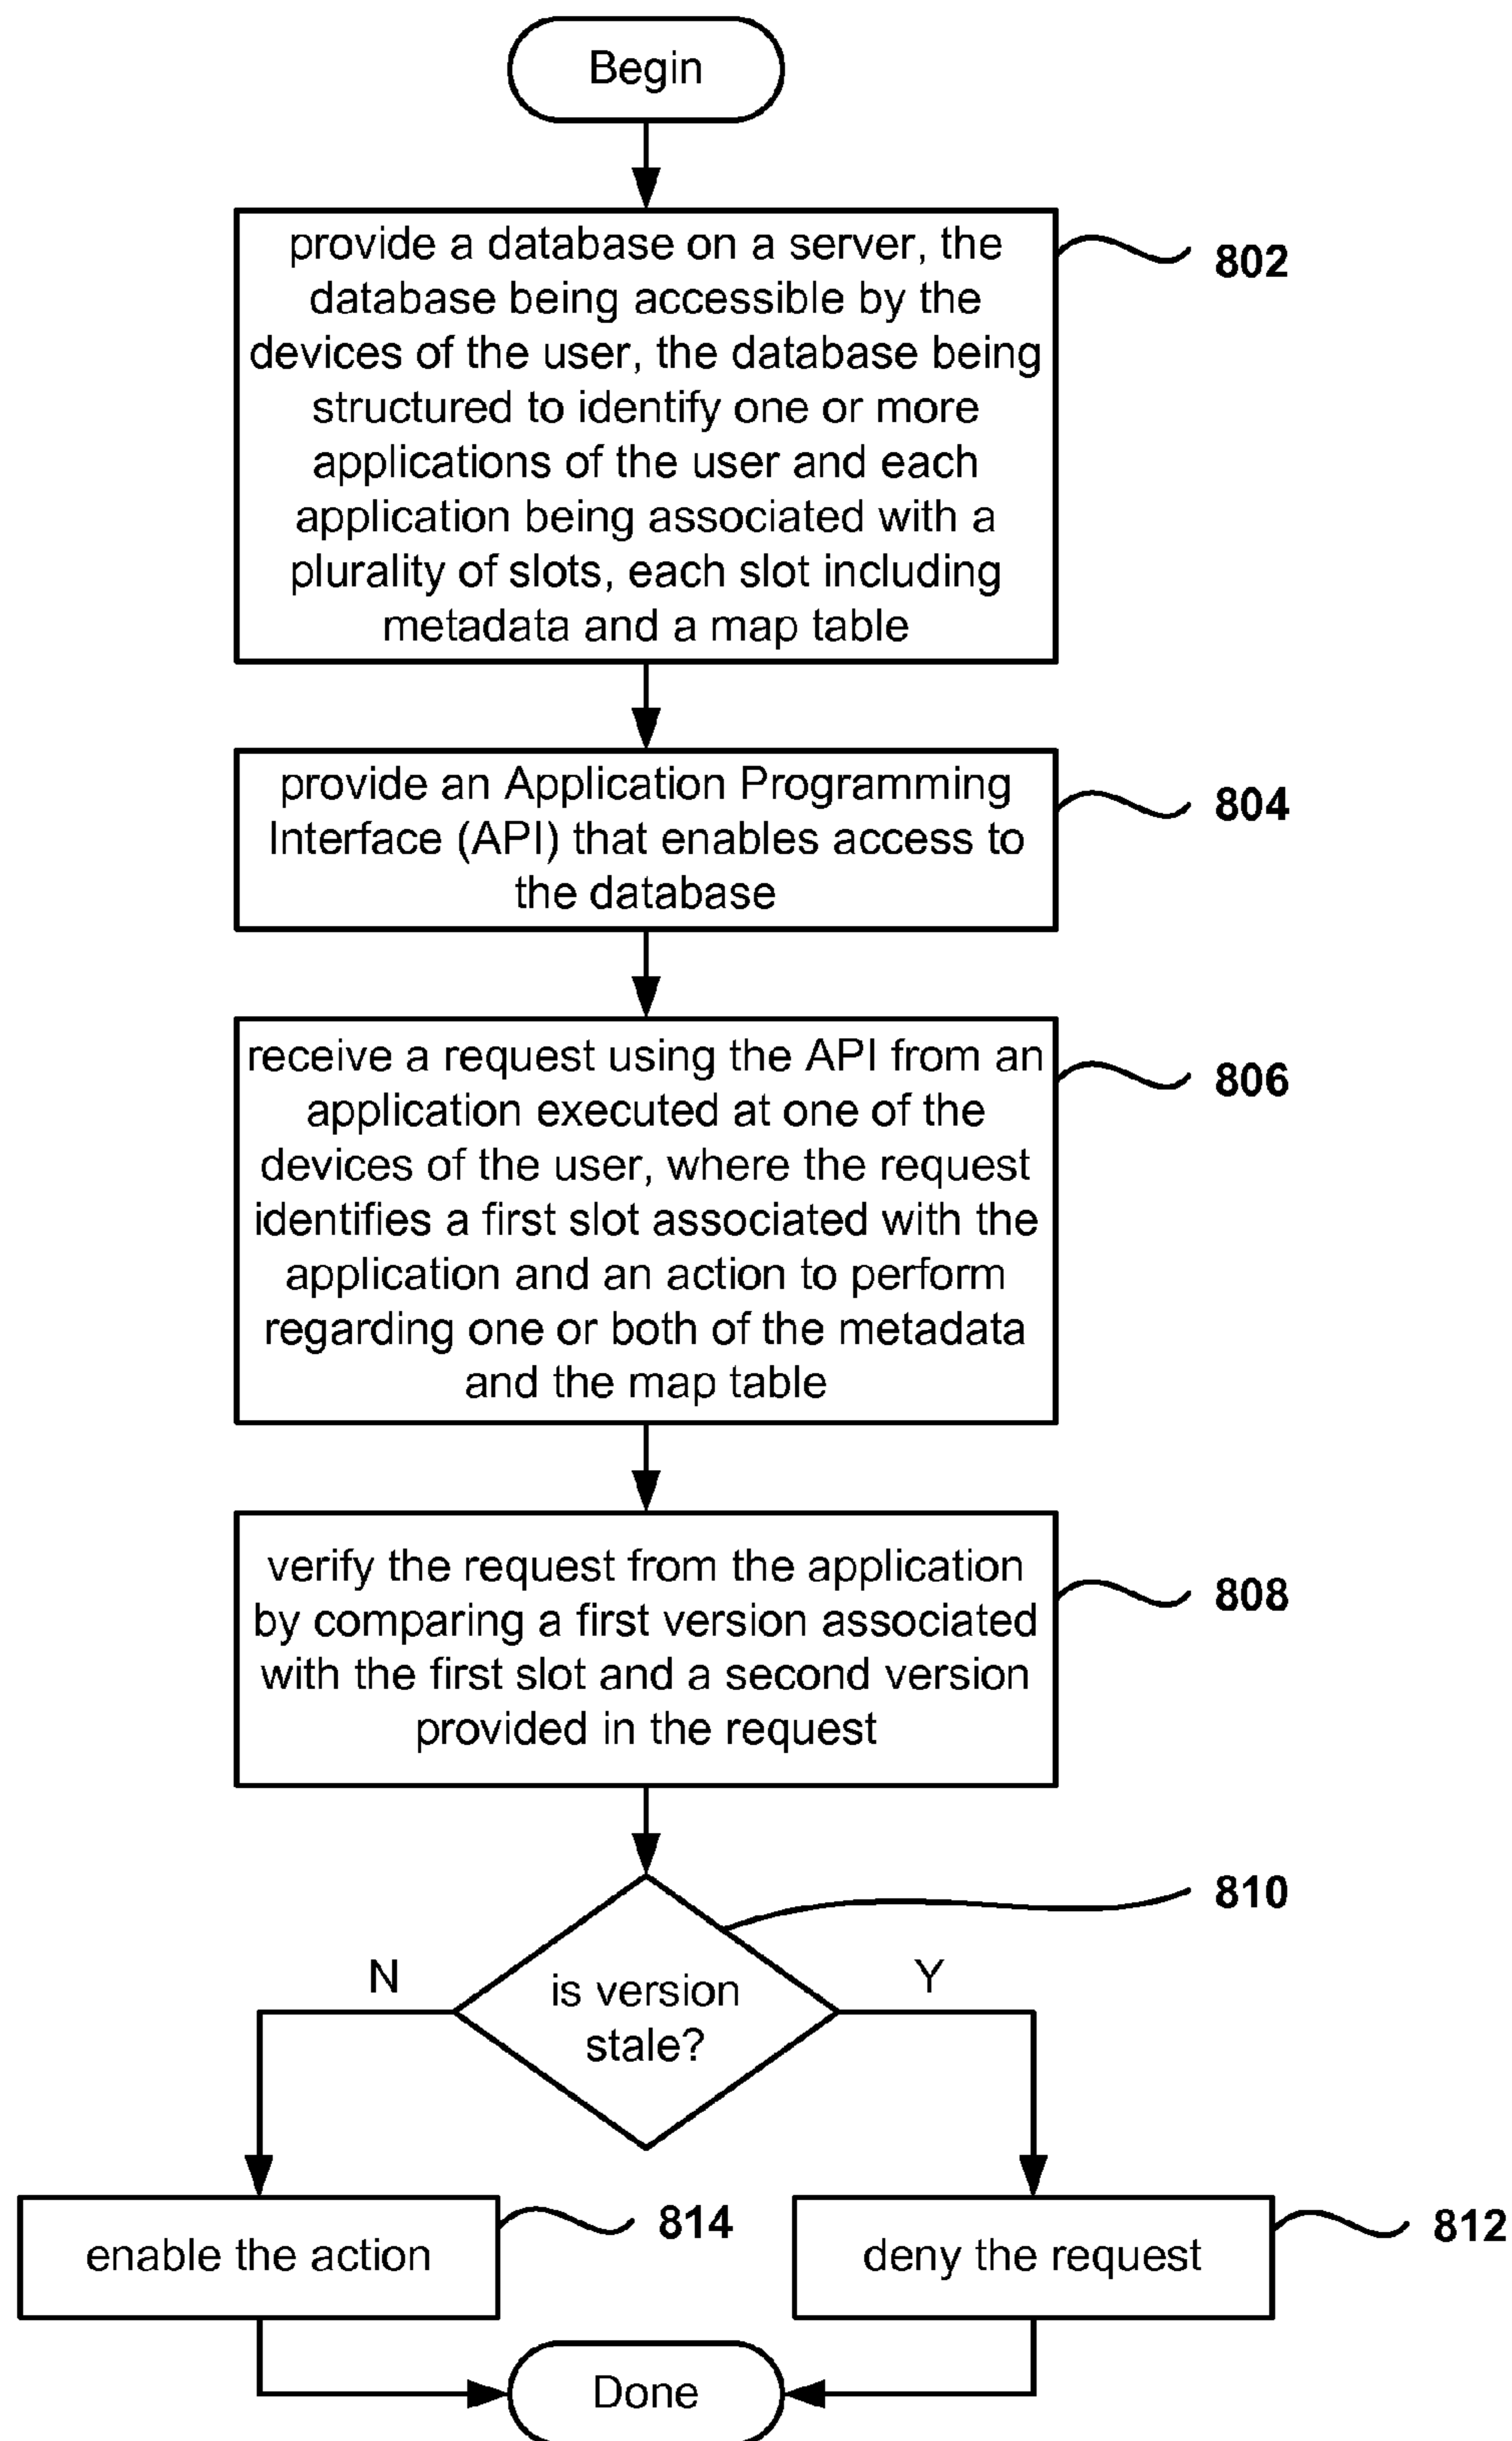 Begin
provide a database on a server, the
database being accessible by the
devices of the user, the database being
structured to identify one or more
applications of the user and each
application being associated with a
plurality of slots, each slot including
metadata and a map table
802
provide an Application Programming
Interface (API) that enables access to
the database
804
receive a request using the API from an
application executed at one of the
devices of the user, where the request
identifies a first slot associated with the
application and an action to perform
regarding one or both of the metadata
and the map table
806
verify the request from the application
by comparing a first version associated
with the first slot and a second version
provided in the request
808
810
N
Y
is version
stale?
enable the action
814
deny the request
812
Done